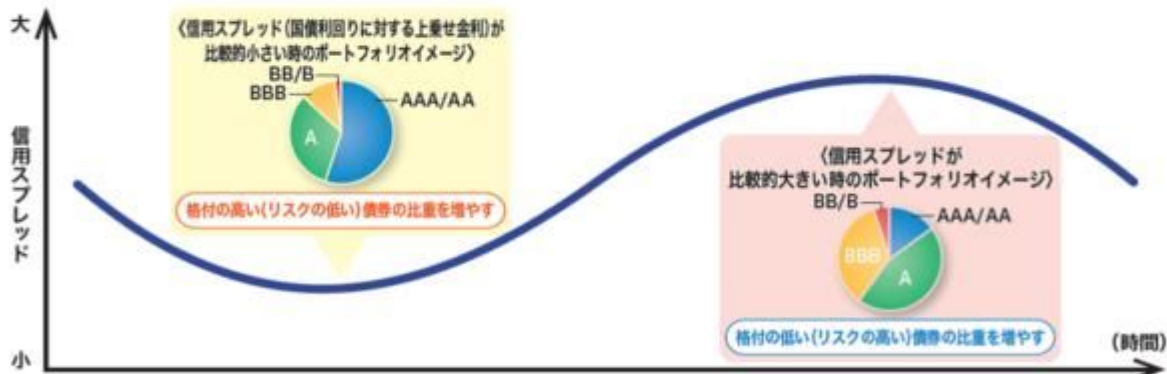 大
信用スプレッド
小
〈信用スプレッド(国債利回りに対する上乗せ金利)が
比較的小さい時のポートフォリオイメージ〉
BB/B
BBB
AAA/AA
A
格付の高い(リスクの低い)債券の比重を増やす
〈信用スプレッドが
比較的大きい時のポートフォリオイメージ〉
BB/B
AAA/AA
BBB
A
格付の低い(リスクの高い)債券の比重を増やす
(時間)